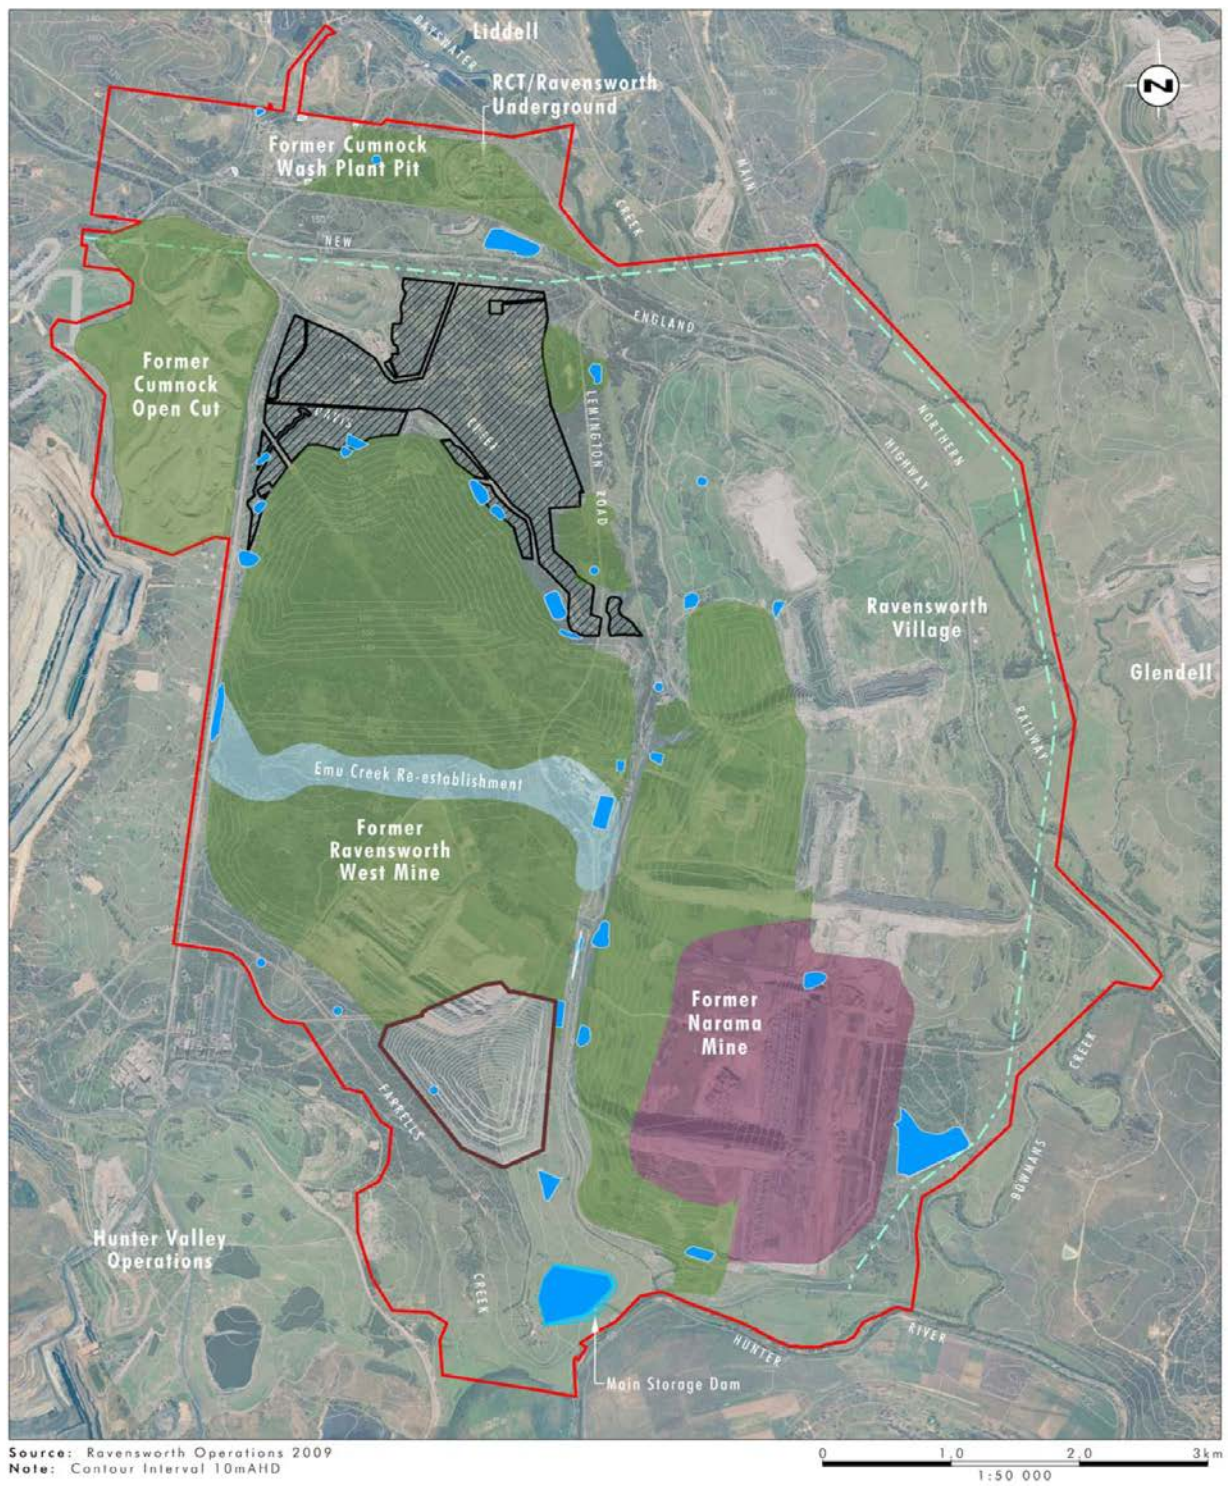 Liddell
BAYSWATER
RCT/Ravensworth
Underground
Former Cumnock
Wash Plant Pit
MAIN
CREEK
NEW
ENGLAND
Former
Cumnock
Open Cut
DAVIS
CREEK
LEMINGTON
ROAD
HIGHWAY
NORTHERN
Ravensworth
Village
Glendell
RAILWAY
Emu Creek Re-establishment
Former
Ravensworth
West Mine
Former
Narama
Mine
FARRELLS
CREEK
BOWMANS
CREEK
Hunter Valley
Operations
HUNTER
RIVER
Main Storage Dam
N
Source: Ravensworth Operations 2009
Note: Contour Interval 10mAHD
0 1,0 2,0 3km
1:50 000